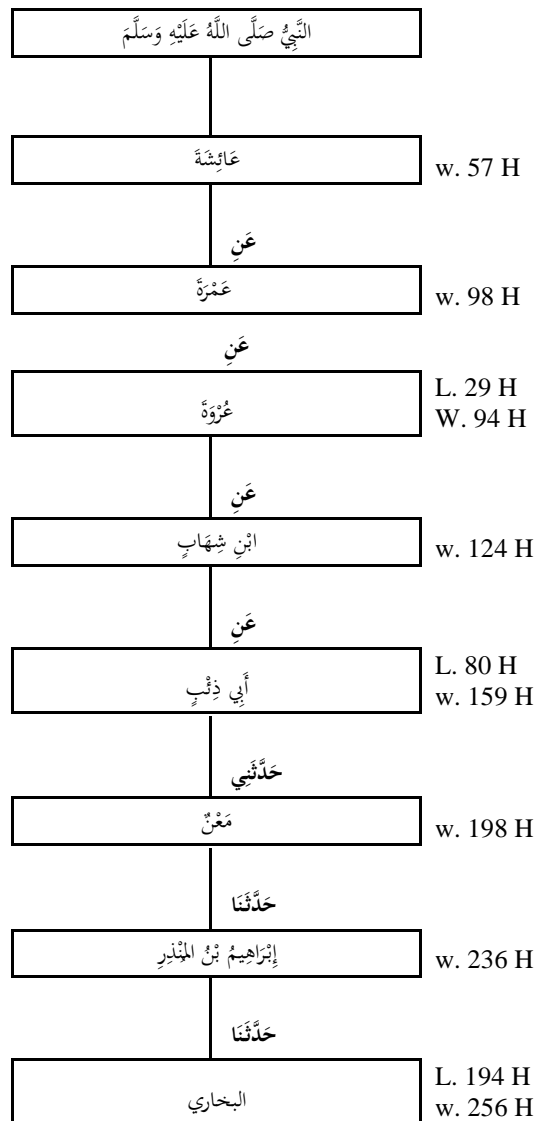 النَّبِيُّ صَلَّى اللَّهُ عَلَيْهِ وَسَلَّمَ
عَائِشَةَ
w. 57 H
عَنِ
عَمْرَةَ
w. 98 H
عَنِ
عُرْوَةَ
L. 29 H
W. 94 H
عَنِ
ابْنِ شِهَابٍ
w. 124 H
عَنِ
أَبِي ذِئْبٍ
L. 80 H
w. 159 H
حَدَّثَنِي
مَعْنٌ
w. 198 H
حَدَّثَنَا
إِبْرَاهِيمُ بْنُ المُنْذِرِ
w. 236 H
حَدَّثَنَا
البخاري
L. 194 H
w. 256 H